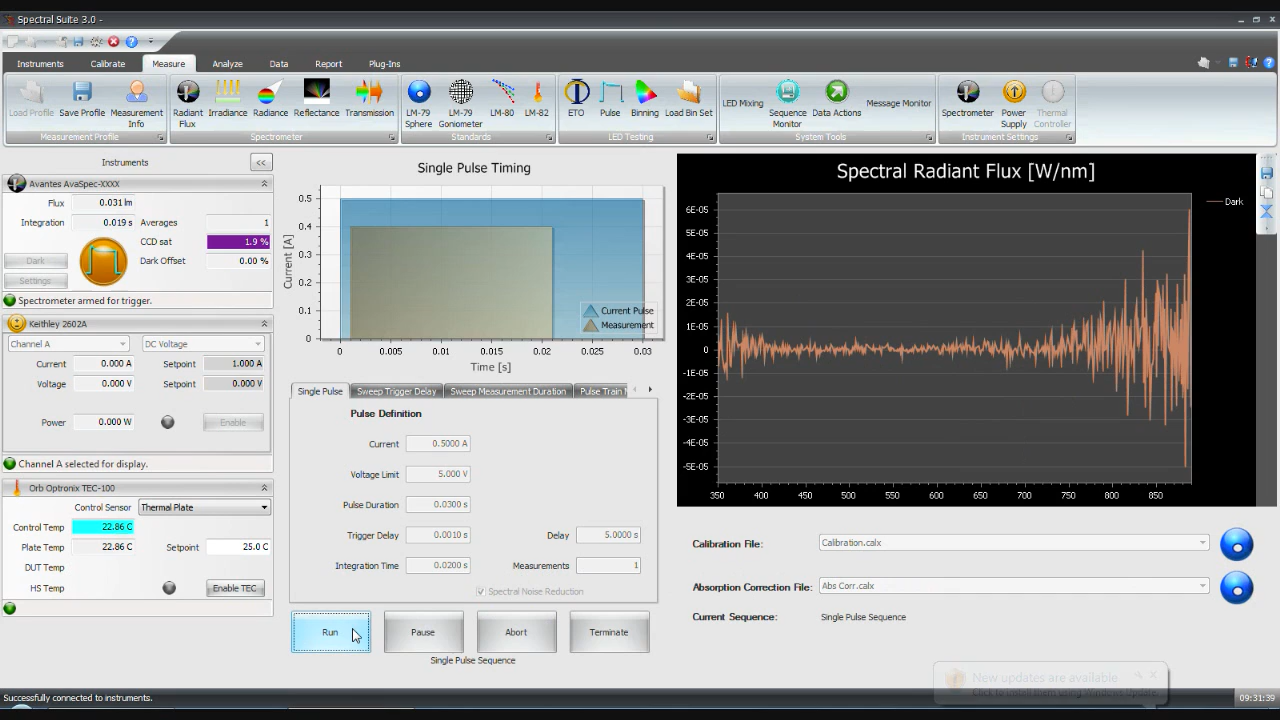 Spectral Suite 3.0 -
Instruments Calibrate Measure Analyze Data Report Plug-Ins
Load Profile Save Profile Measurement Info
Radiant Flux Irradiance Radiance Reflectance Transmission
LM-79 Sphere LM-79 Goniometer LM-80 LM-82
ETO Pulse Binning Load Bin Set
LED Mixing Sequence Monitor Data Actions Message Monitor
Spectrometer Power Supply Thermal Controller
Measurement Profile Spectrometer Standards LED Testing System Tools Instrument Settings
Instruments <<
Avantes AvaSpec-XXXX
Flux 0.031 lm
Integration 0.019 s Averages 1
CCD sat 1.9 %
Dark Dark Offset 0.00 %
Settings
Spectrometer armed for trigger.
Keithley 2602A
Channel A DC Voltage
Current 0.000 A Setpoint 1.000 A
Voltage 0.000 V Setpoint 0.000 V
Power 0.000 W Enable
Channel A selected for display.
Orb Optronix TEC-100
Control Sensor Thermal Plate
Control Temp 22.86 C
Plate Temp 22.86 C Setpoint 25.0 C
DUT Temp
HS Temp Enable TEC
Single Pulse Timing
Current [A]
0.5
0.4
0.3
0.2
0.1
0
Current Pulse
Measurement
0 0.005 0.01 0.015 0.02 0.025 0.03
Time [s]
Single Pulse Sweep Trigger Delay Sweep Measurement Duration Pulse Train
Pulse Definition
Current 0.5000 A
Voltage Limit 5.000 V
Pulse Duration 0.0300 s
Trigger Delay 0.0010 s Delay 5.0000 s
Integration Time 0.0200 s Measurements 1
Spectral Noise Reduction
Run Pause Abort Terminate
Single Pulse Sequence
Spectral Radiant Flux [W/nm]
Dark
6E-05
5E-05
4E-05
3E-05
2E-05
1E-05
0
-1E-05
-2E-05
-3E-05
-4E-05
-5E-05
350 400 450 500 550 600 650 700 750 800 850
Calibration File: Calibration.calx
Absorption Correction File: Abs Corr.calx
Current Sequence: Single Pulse Sequence
New updates are available
Click to install them using Windows Update.
Successfully connected to instruments.
09:31:39